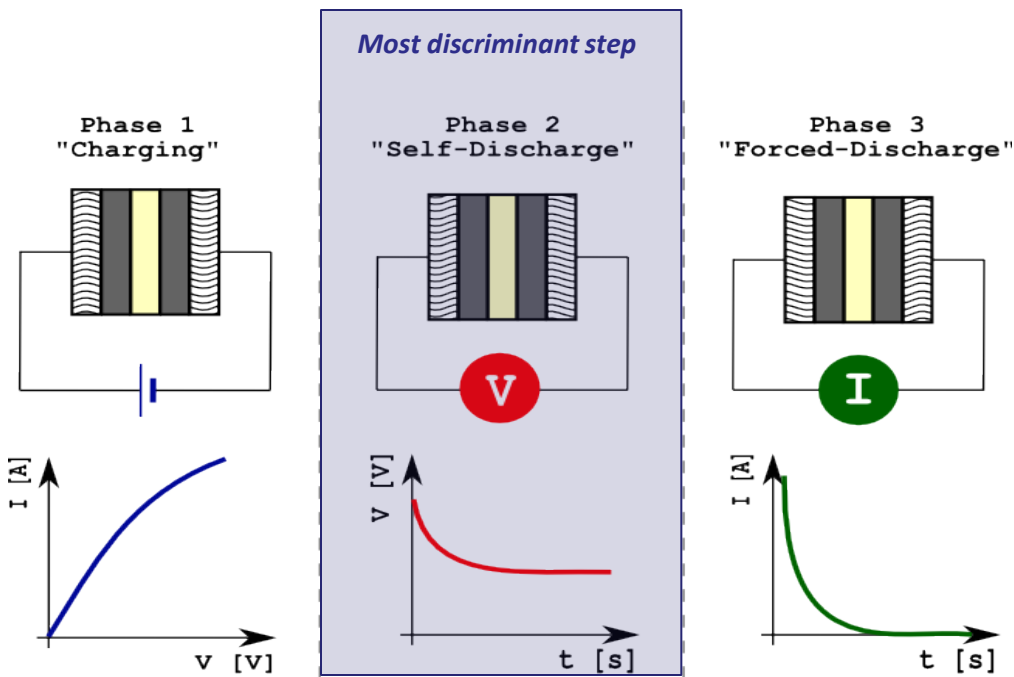 Most discriminant step
Phase 1
"Charging"
Phase 2
"Self-Discharge"
Phase 3
"Forced-Discharge"
V
I
I [A]
V [V]
V [V]
t [s]
I [A]
t [s]